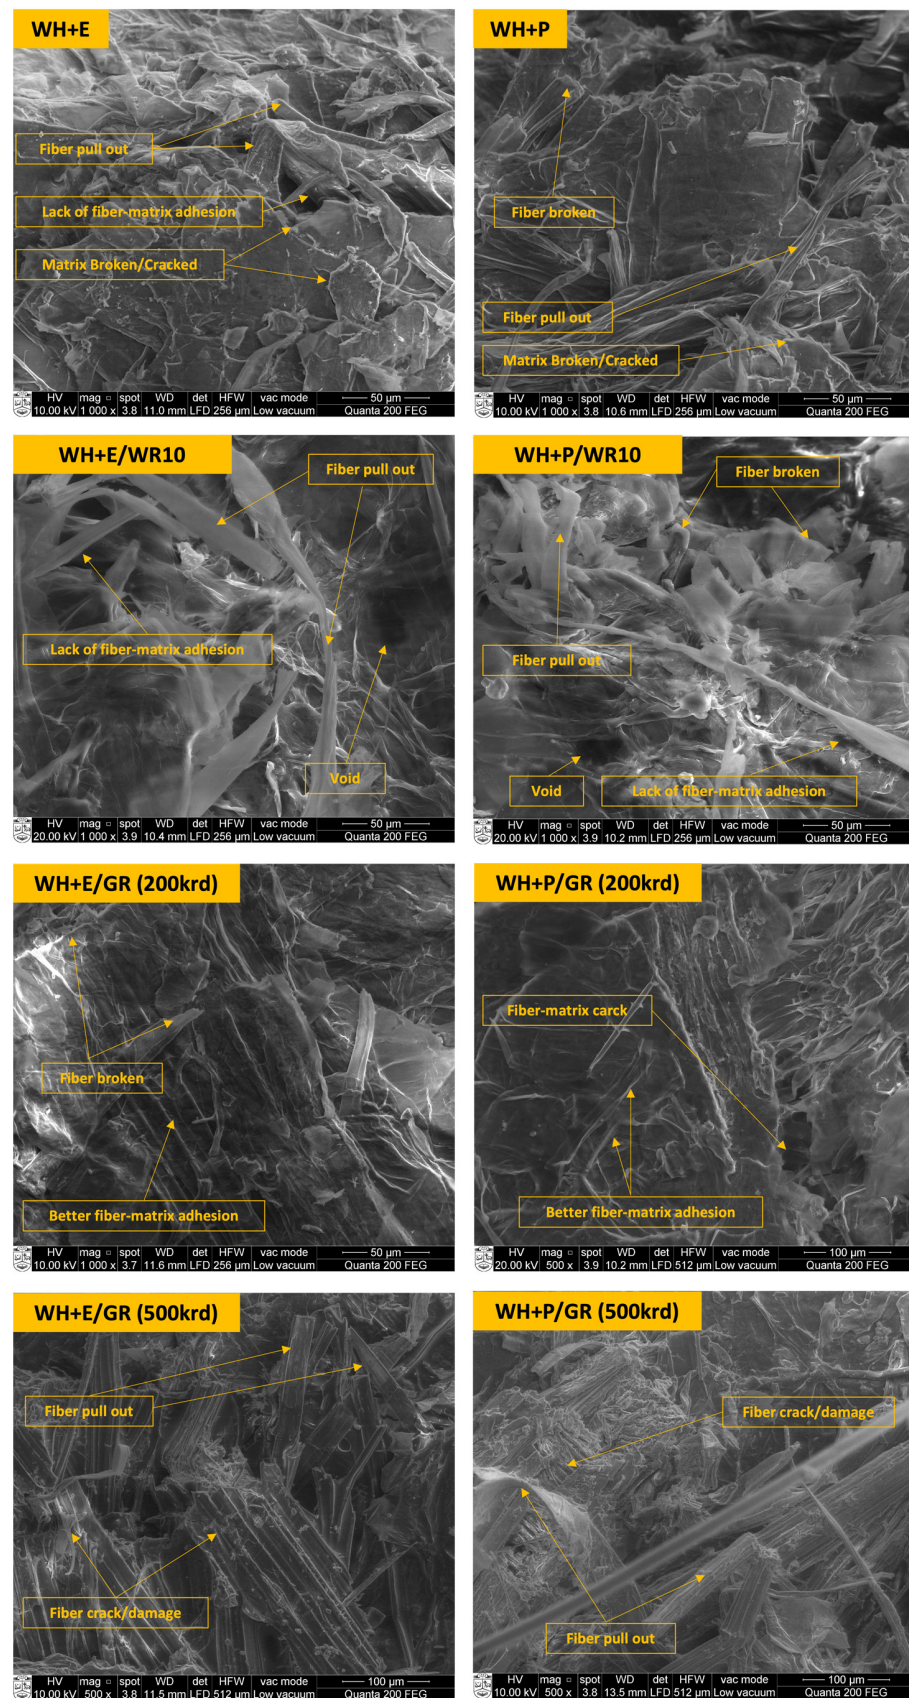 WH+E
Fiber pull out
Lack of fiber-matrix adhesion
Matrix Broken/Cracked
HV mag □ spot WD det HFW vac mode 50 µm
10.00 kV 1 000 x 3.8 11.0 mm LFD 256 µm Low vacuum Quanta 200 FEG
WH+P
Fiber broken
Fiber pull out
Matrix Broken/Cracked
HV mag □ spot WD det HFW vac mode 50 µm
10.00 kV 1 000 x 3.8 10.6 mm LFD 256 µm Low vacuum Quanta 200 FEG
WH+E/WR10
Fiber pull out
Lack of fiber-matrix adhesion
Void
HV mag □ spot WD det HFW vac mode 50 µm
20.00 kV 1 000 x 3.9 10.4 mm LFD 256 µm Low vacuum Quanta 200 FEG
WH+P/WR10
Fiber broken
Fiber pull out
Void
Lack of fiber-matrix adhesion
HV mag □ spot WD det HFW vac mode 50 µm
20.00 kV 1 000 x 3.9 10.2 mm LFD 256 µm Low vacuum Quanta 200 FEG
WH+E/GR (200krd)
Fiber broken
Better fiber-matrix adhesion
HV mag □ spot WD det HFW vac mode 50 µm
10.00 kV 1 000 x 3.7 11.6 mm LFD 256 µm Low vacuum Quanta 200 FEG
WH+P/GR (200krd)
Fiber-matrix carck
Better fiber-matrix adhesion
HV mag □ spot WD det HFW vac mode 100 µm
20.00 kV 500 x 3.9 10.2 mm LFD 512 µm Low vacuum Quanta 200 FEG
WH+E/GR (500krd)
Fiber pull out
Fiber crack/damage
HV mag □ spot WD det HFW vac mode 100 µm
10.00 kV 500 x 3.8 11.5 mm LFD 512 µm Low vacuum Quanta 200 FEG
WH+P/GR (500krd)
Fiber crack/damage
Fiber pull out
HV mag □ spot WD det HFW vac mode 100 µm
10.00 kV 500 x 3.8 13.5 mm LFD 512 µm Low vacuum Quanta 200 FEG